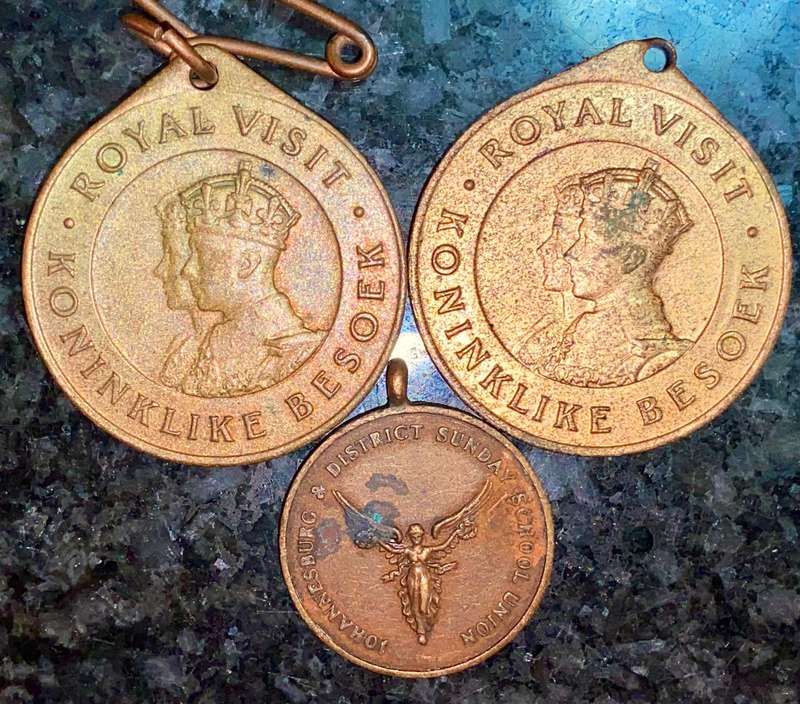 · ROYAL VISIT ·
KONINKLIKE BESOEK
· ROYAL VISIT ·
KONINKLIKE BESOEK
JOHANNESBURG & DISTRICT SUNDAY SCHOOL UNION